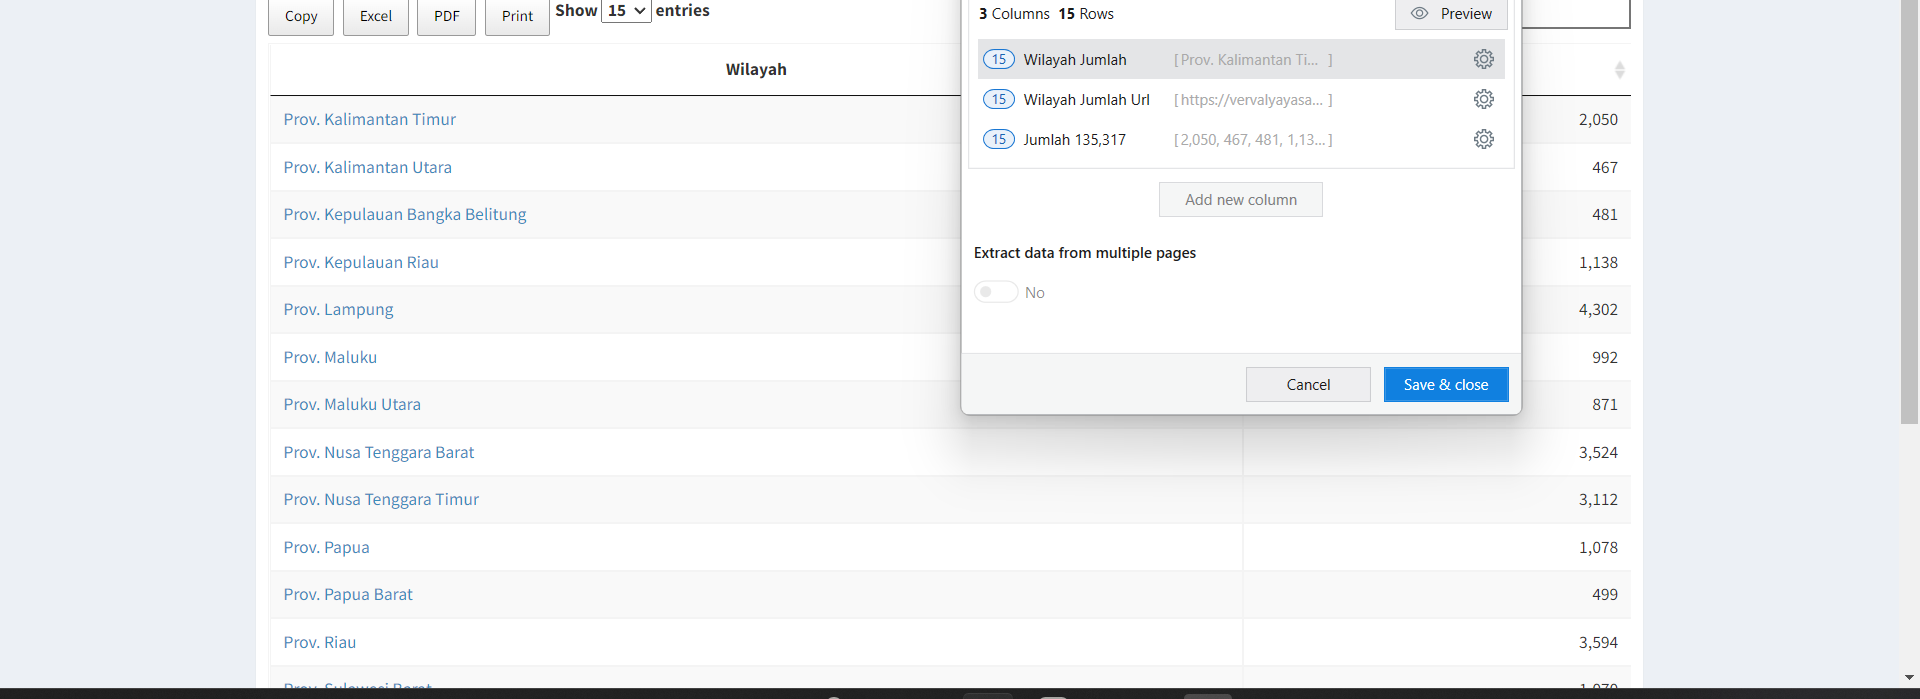 Copy Excel PDF Print Show 15 entries
Wilayah
Prov. Kalimantan Timur 2,050
Prov. Kalimantan Utara 467
Prov. Kepulauan Bangka Belitung 481
Prov. Kepulauan Riau 1,138
Prov. Lampung 4,302
Prov. Maluku 992
Prov. Maluku Utara 871
Prov. Nusa Tenggara Barat 3,524
Prov. Nusa Tenggara Timur 3,112
Prov. Papua 1,078
Prov. Papua Barat 499
Prov. Riau 3,594
3 Columns 15 Rows Preview
15 Wilayah Jumlah [Prov. Kalimantan Ti... ]
15 Wilayah Jumlah Url [https://vervalyayasa... ]
15 Jumlah 135,317 [2,050, 467, 481, 1,13... ]
Add new column
Extract data from multiple pages
No
Cancel Save & close